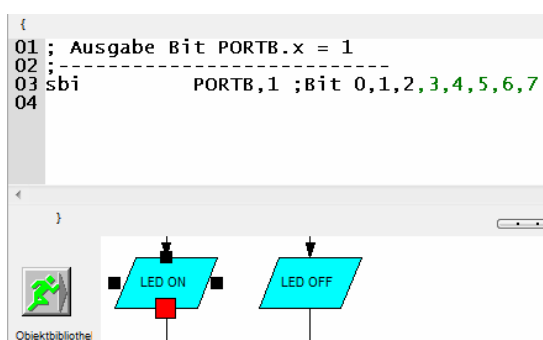 {
01 ; Ausgabe Bit PORTB.x = 1
02 ;-----------------------------
03 sbi PORTB,1 ;Bit 0,1,2,3,4,5,6,7
04
}
LED ON
LED OFF
Objektbibliothe